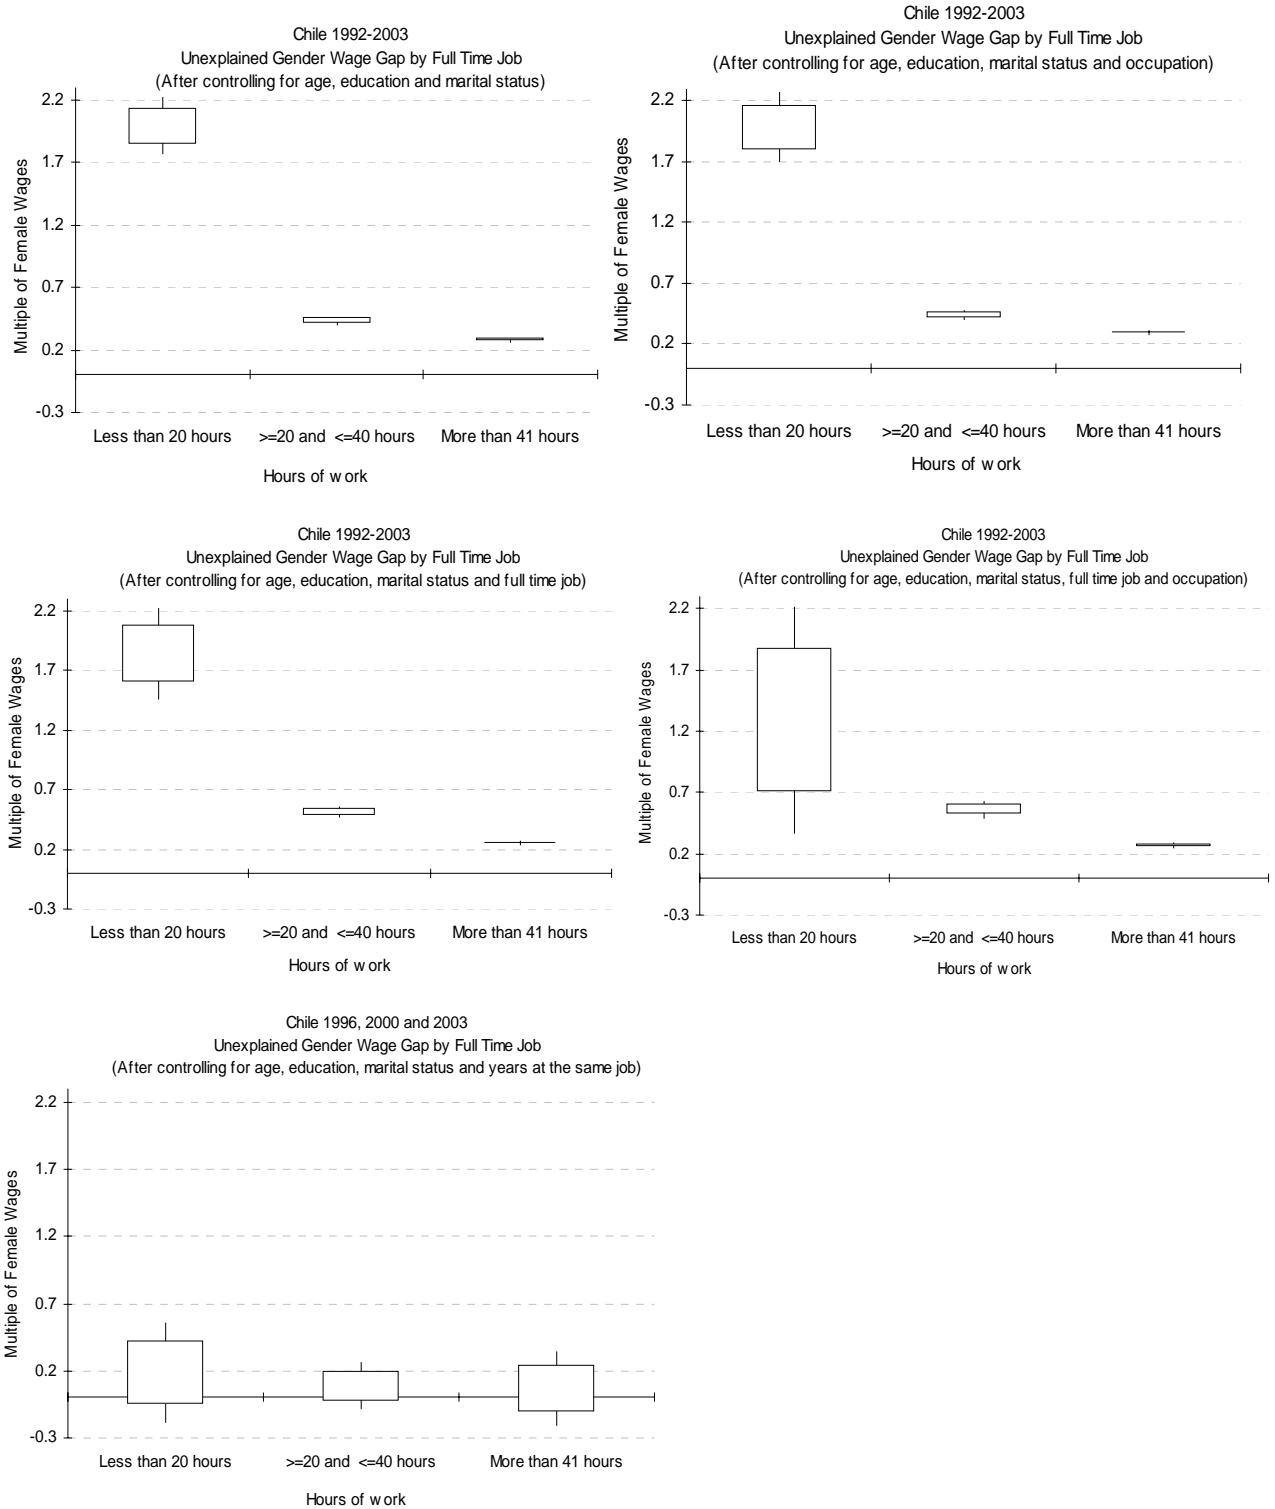 Chile 1992-2003
Unexplained Gender Wage Gap by Full Time Job
(After controlling for age, education and marital status)
Multiple of Female Wages
2.2
1.7
1.2
0.7
0.2
-0.3
Less than 20 hours >=20 and <=40 hours More than 41 hours
Hours of work
Chile 1992-2003
Unexplained Gender Wage Gap by Full Time Job
(After controlling for age, education, marital status and occupation)
Multiple of Female Wages
2.2
1.7
1.2
0.7
0.2
-0.3
Less than 20 hours >=20 and <=40 hours More than 41 hours
Hours of work
Chile 1992-2003
Unexplained Gender Wage Gap by Full Time Job
(After controlling for age, education, marital status and full time job)
Multiple of Female Wages
2.2
1.7
1.2
0.7
0.2
-0.3
Less than 20 hours >=20 and <=40 hours More than 41 hours
Hours of work
Chile 1992-2003
Unexplained Gender Wage Gap by Full Time Job
(After controlling for age, education, marital status, full time job and occupation)
Multiple of Female Wages
2.2
1.7
1.2
0.7
0.2
-0.3
Less than 20 hours >=20 and <=40 hours More than 41 hours
Hours of work
Chile 1996, 2000 and 2003
Unexplained Gender Wage Gap by Full Time Job
(After controlling for age, education, marital status and years at the same job)
Multiple of Female Wages
2.2
1.7
1.2
0.7
0.2
-0.3
Less than 20 hours >=20 and <=40 hours More than 41 hours
Hours of work